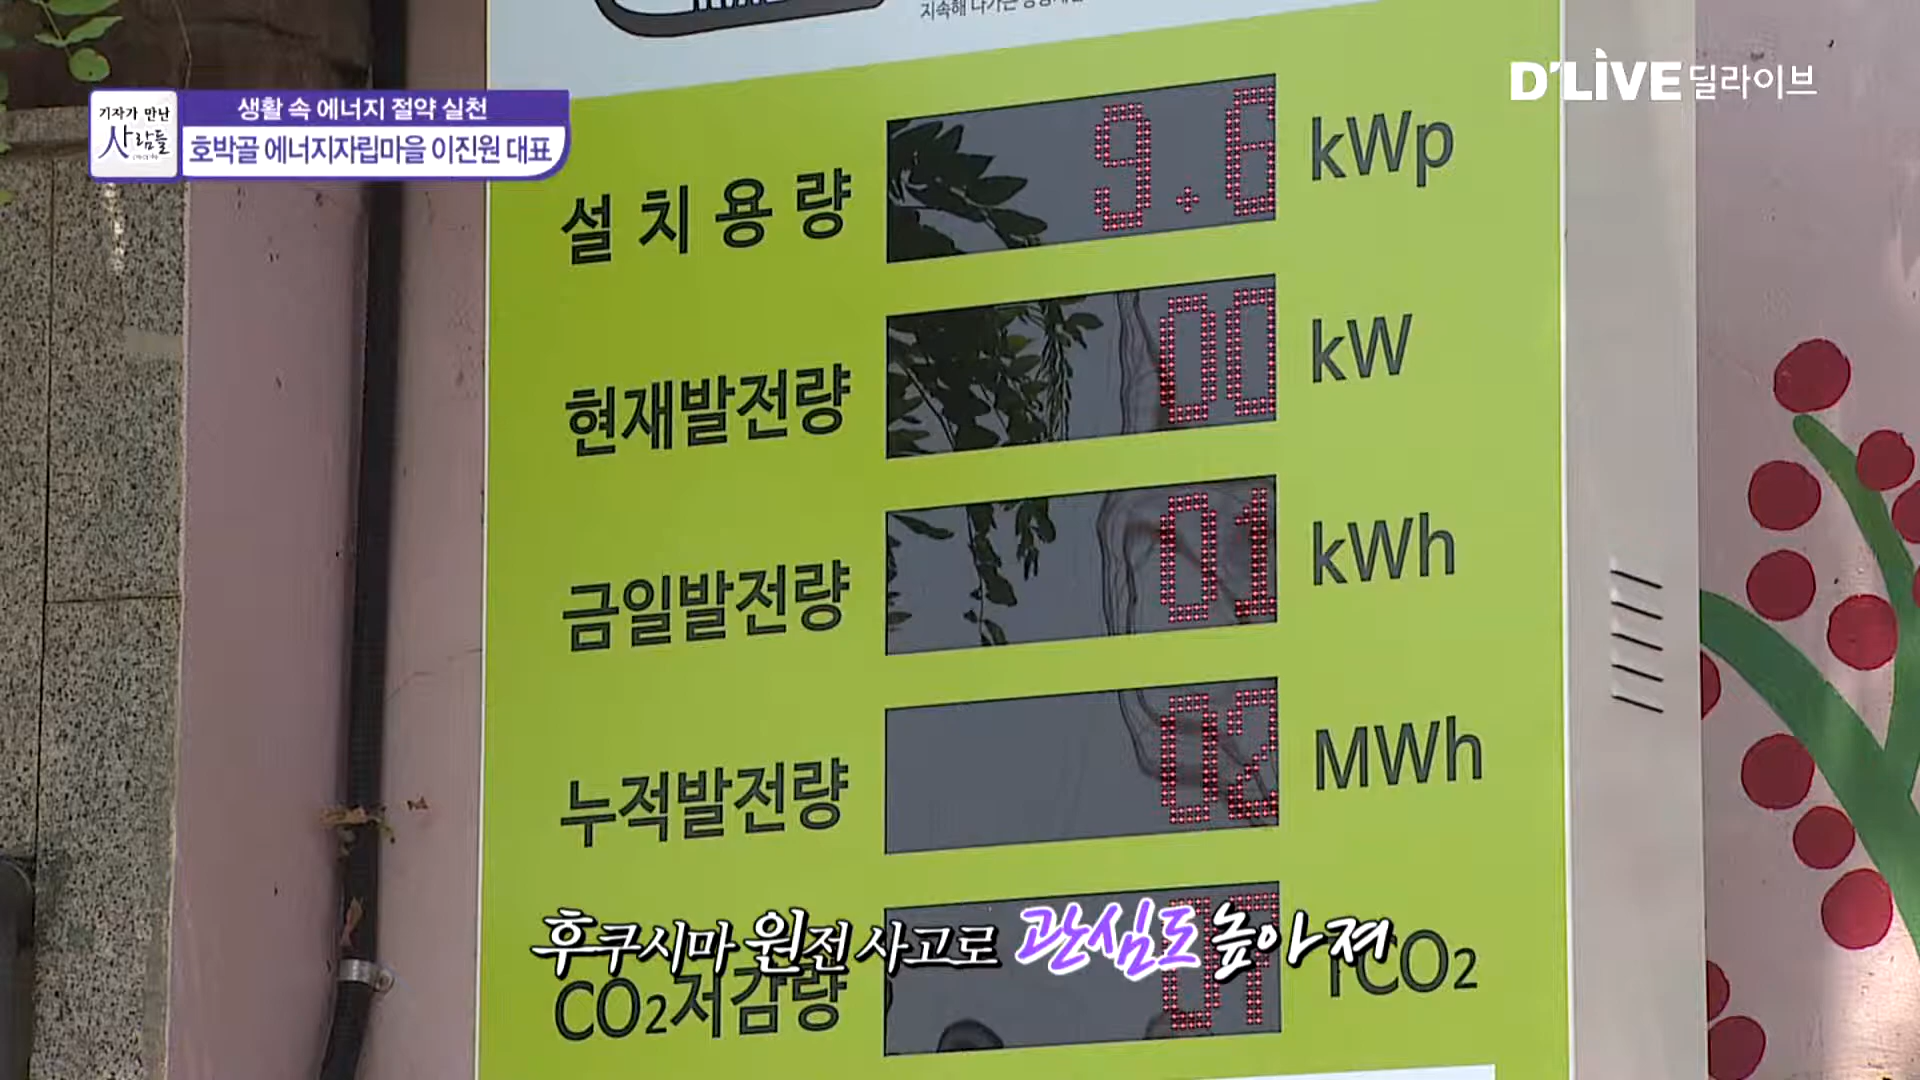 D'LIVE 딜라이브
기자가 만난
사람들
생활 속 에너지 절약 실천
호박골 에너지자립마을 이진원 대표
설치용량 9.6 kWp
현재발전량 00 kW
금일발전량 01 kWh
누적발전량 02 MWh
후쿠시마 원전 사고로 관심도 높아져
CO2저감량 CO2